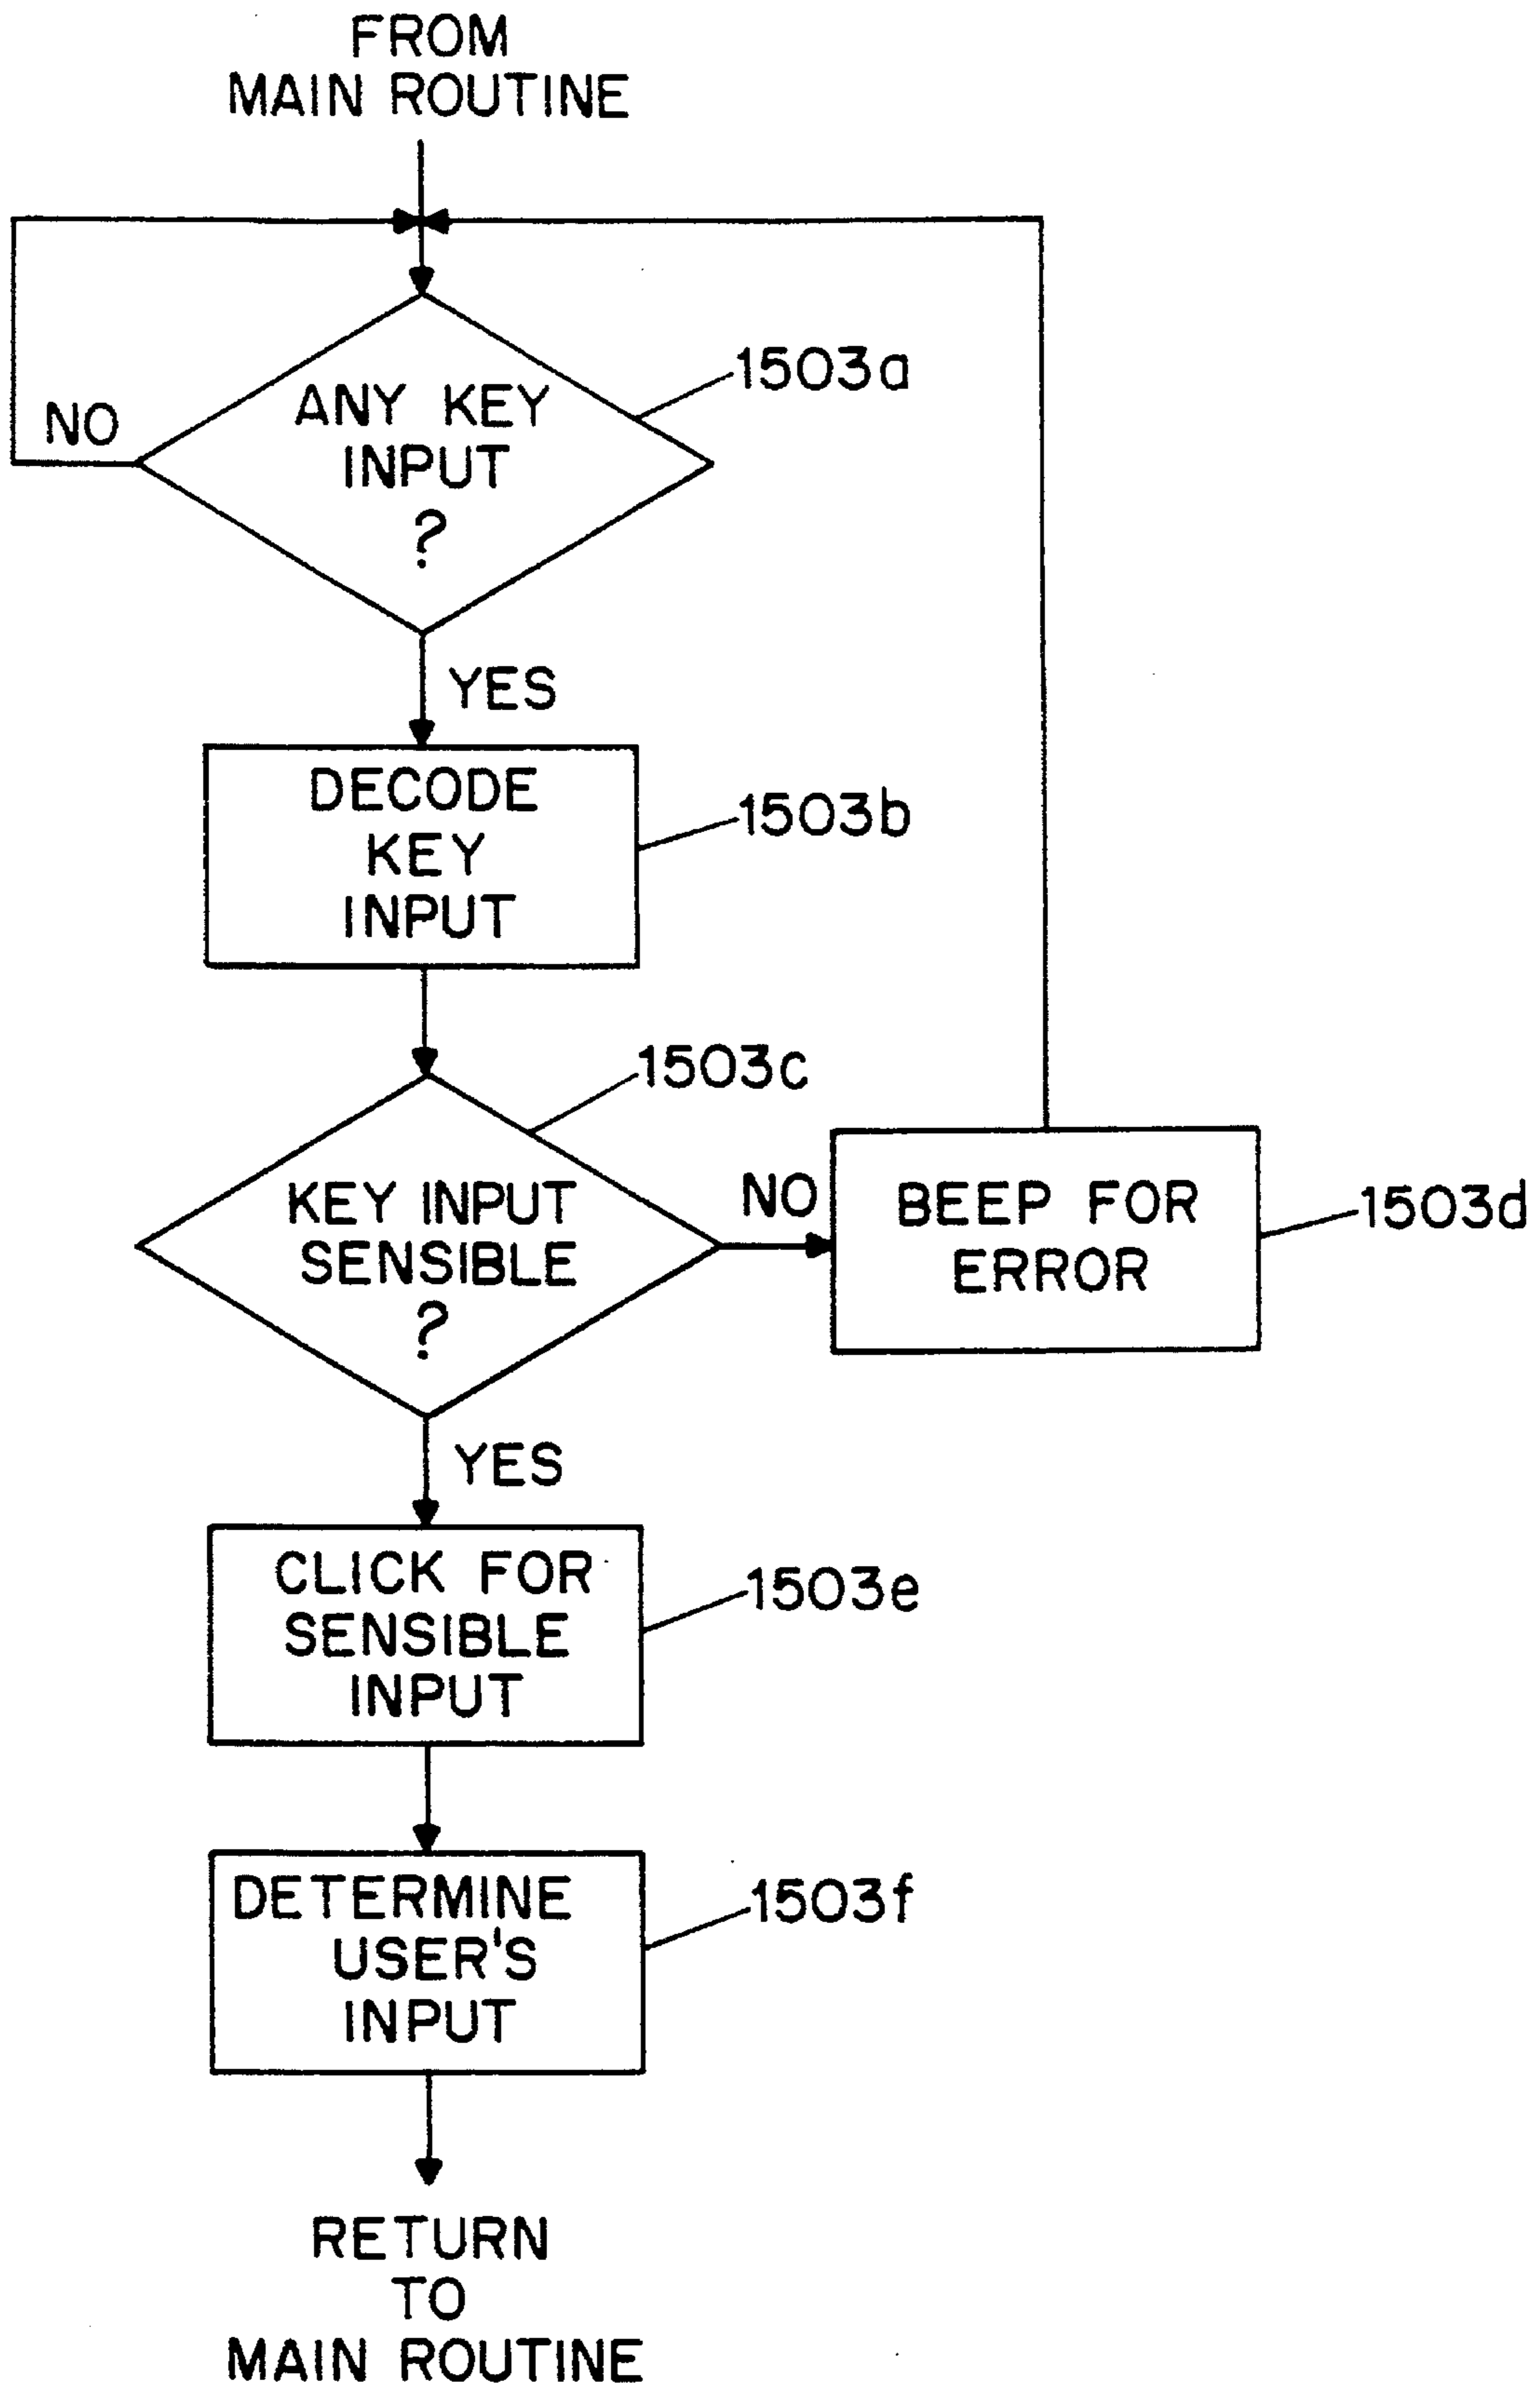 FROM
MAIN ROUTINE
1503a
ANY KEY
INPUT
?
NO
YES
DECODE
KEY
INPUT
1503b
1503c
KEY INPUT
SENSIBLE
?
NO
BEEP FOR
ERROR
1503d
YES
CLICK FOR
SENSIBLE
INPUT
1503e
DETERMINE
USER'S
INPUT
1503f
RETURN
TO
MAIN ROUTINE